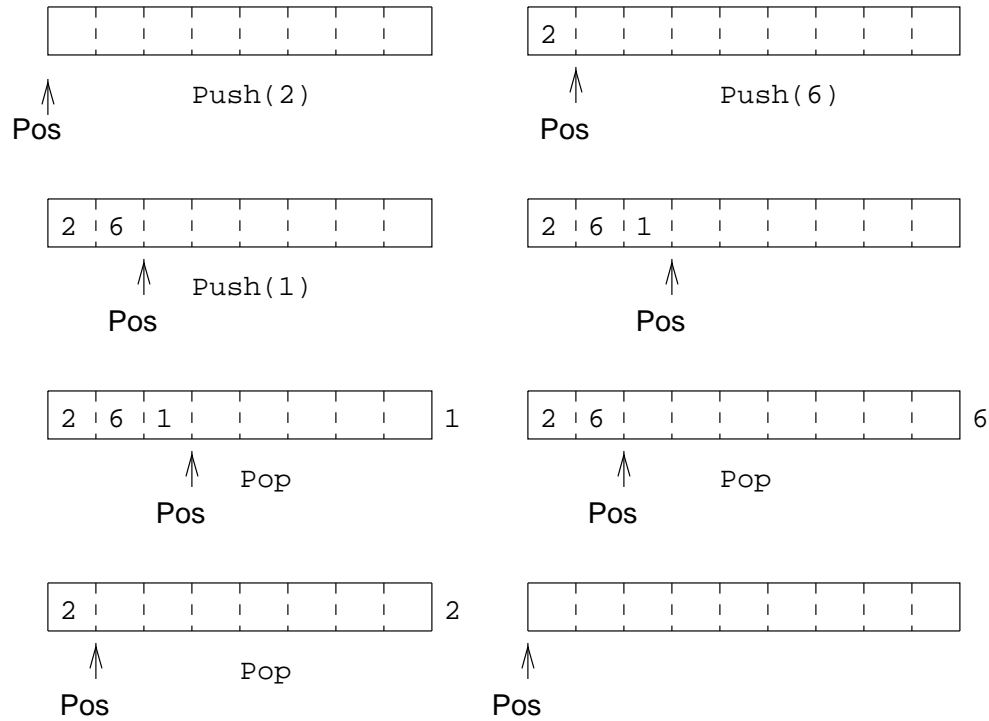 2
Push(2) Push(6)
Pos Pos
2 6 2 6 1
Push(1)
Pos Pos
2 6 1 1 2 6 6
Pop Pop
Pos Pos
2 2
Pop
Pos Pos